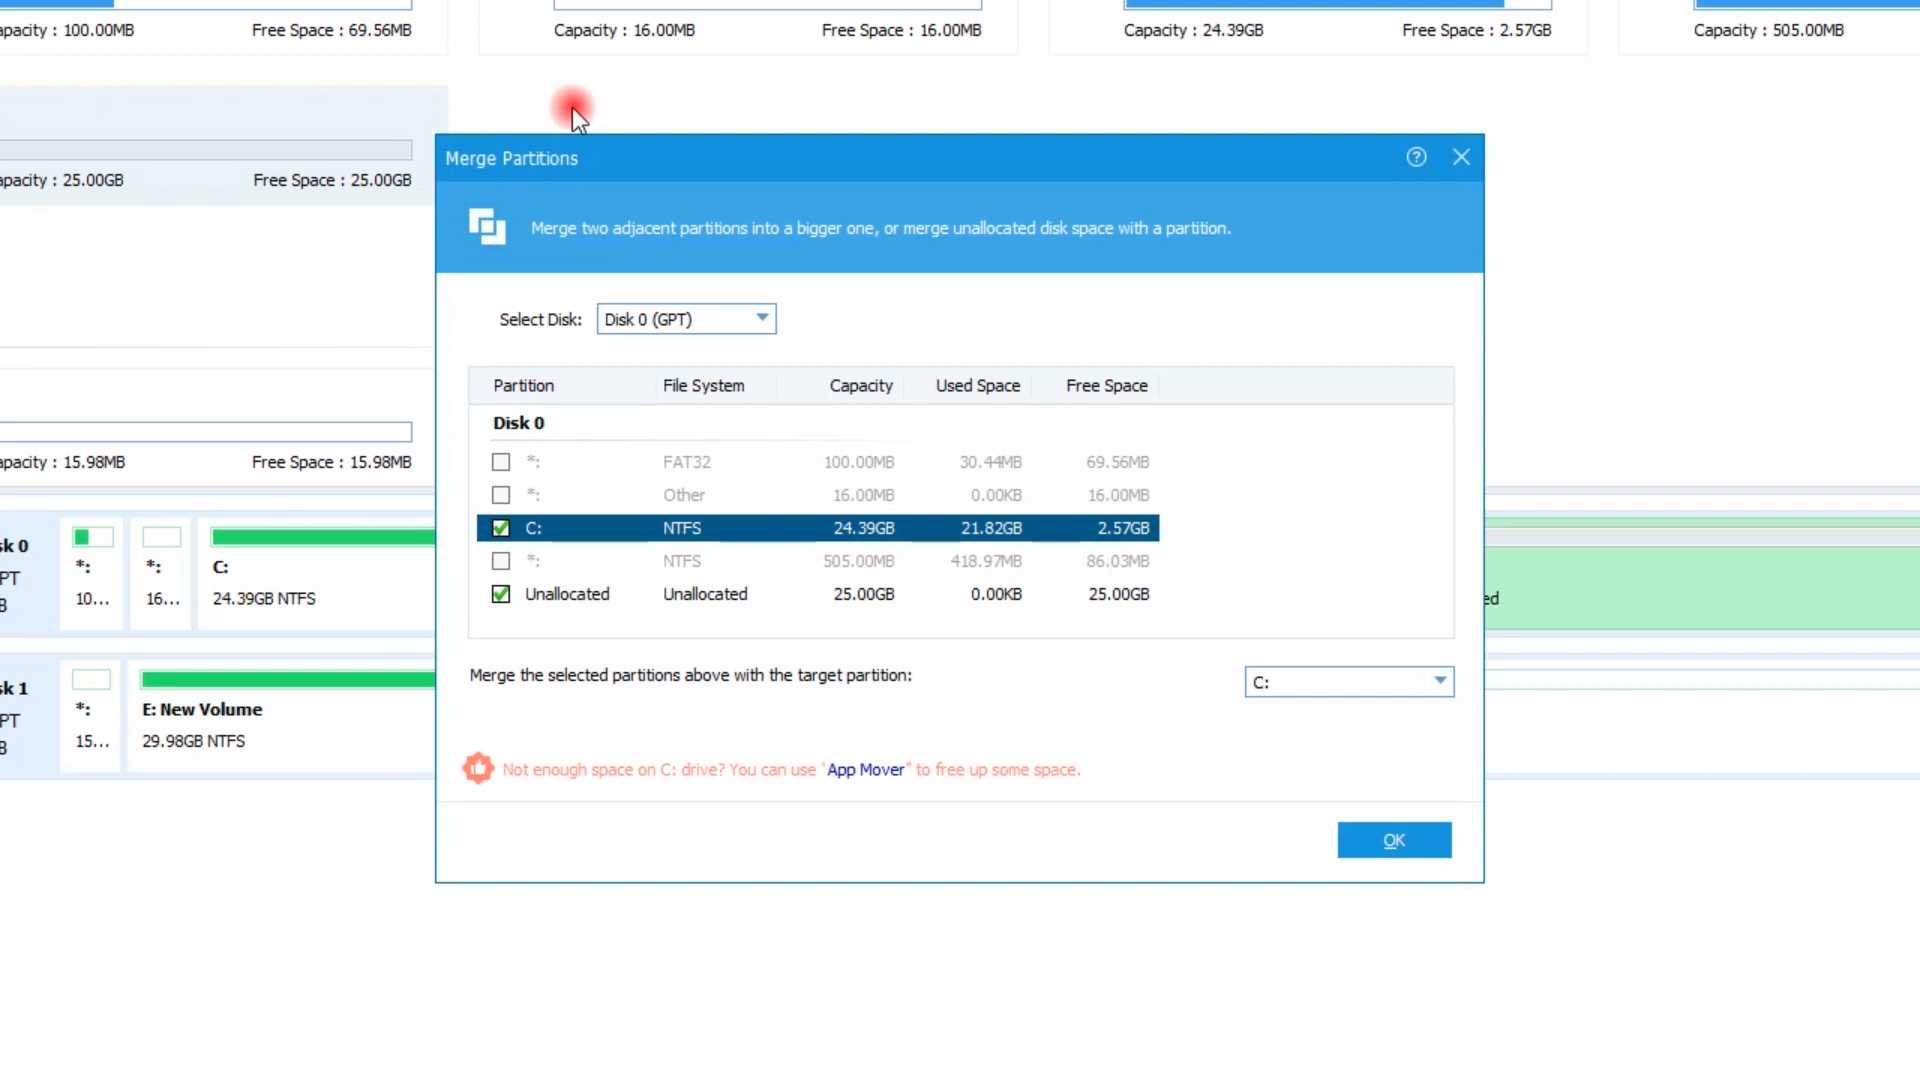 apacity : 100.00MB Free Space : 69.56MB
Capacity : 16.00MB Free Space : 16.00MB
Capacity : 24.39GB Free Space : 2.57GB
Capacity : 505.00MB
apacity : 25.00GB Free Space : 25.00GB
apacity : 15.98MB Free Space : 15.98MB
sk 0
PT
B
*:
10...
*:
16...
C:
24.39GB NTFS
sk 1
PT
B
*:
15...
E: New Volume
29.98GB NTFS
Merge Partitions
?
Merge two adjacent partitions into a bigger one, or merge unallocated disk space with a partition.
Select Disk: Disk 0 (GPT)
Partition File System Capacity Used Space Free Space
Disk 0
*: FAT32 100.00MB 30.44MB 69.56MB
*: Other 16.00MB 0.00KB 16.00MB
C: NTFS 24.39GB 21.82GB 2.57GB
*: NTFS 505.00MB 418.97MB 86.03MB
Unallocated Unallocated 25.00GB 0.00KB 25.00GB
Merge the selected partitions above with the target partition: C:
Not enough space on C: drive? You can use "App Mover" to free up some space.
OK
ed